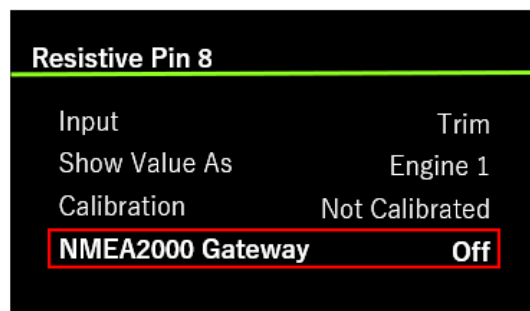 Resistive Pin 8
Input Trim
Show Value As Engine 1
Calibration Not Calibrated
NMEA2000 Gateway Off